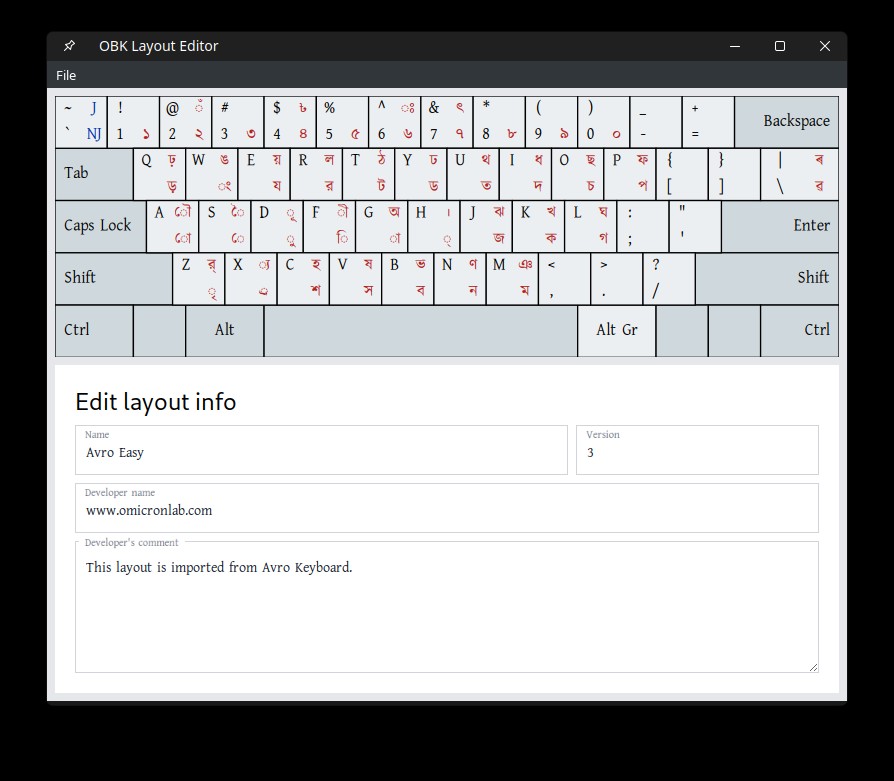 OBK Layout Editor
File
~ J ! @ ঁ # $ ৳ % ^ ঃ & ৎ * ( ) _ + Backspace
` NJ 1 ১ 2 ২ 3 ৩ 4 ৪ 5 ৫ 6 ৬ 7 ৭ 8 ৮ 9 ৯ 0 ০ - =
Tab Q ঢ় W ঙ E য় R ল T ঠ Y ঢ U থ I ধ O ছ P ফ { } | ৰ
ড় ং য র ট ড ত দ চ প [ ] \ ৱ
Caps Lock A ৌ S ৈ D ূ F ী G অ H । J ঝ K খ L ঘ : " Enter
ো ে ু ি া ্ জ ক গ ; '
Shift Z র্ X ্য C হ V ষ B ভ N ণ M ঞ < > ? Shift
ৃ শ স ব ন ম , . /
Ctrl Alt Alt Gr Ctrl
Edit layout info
Name Version
Avro Easy 3
Developer name
www.omicronlab.com
Developer's comment
This layout is imported from Avro Keyboard.